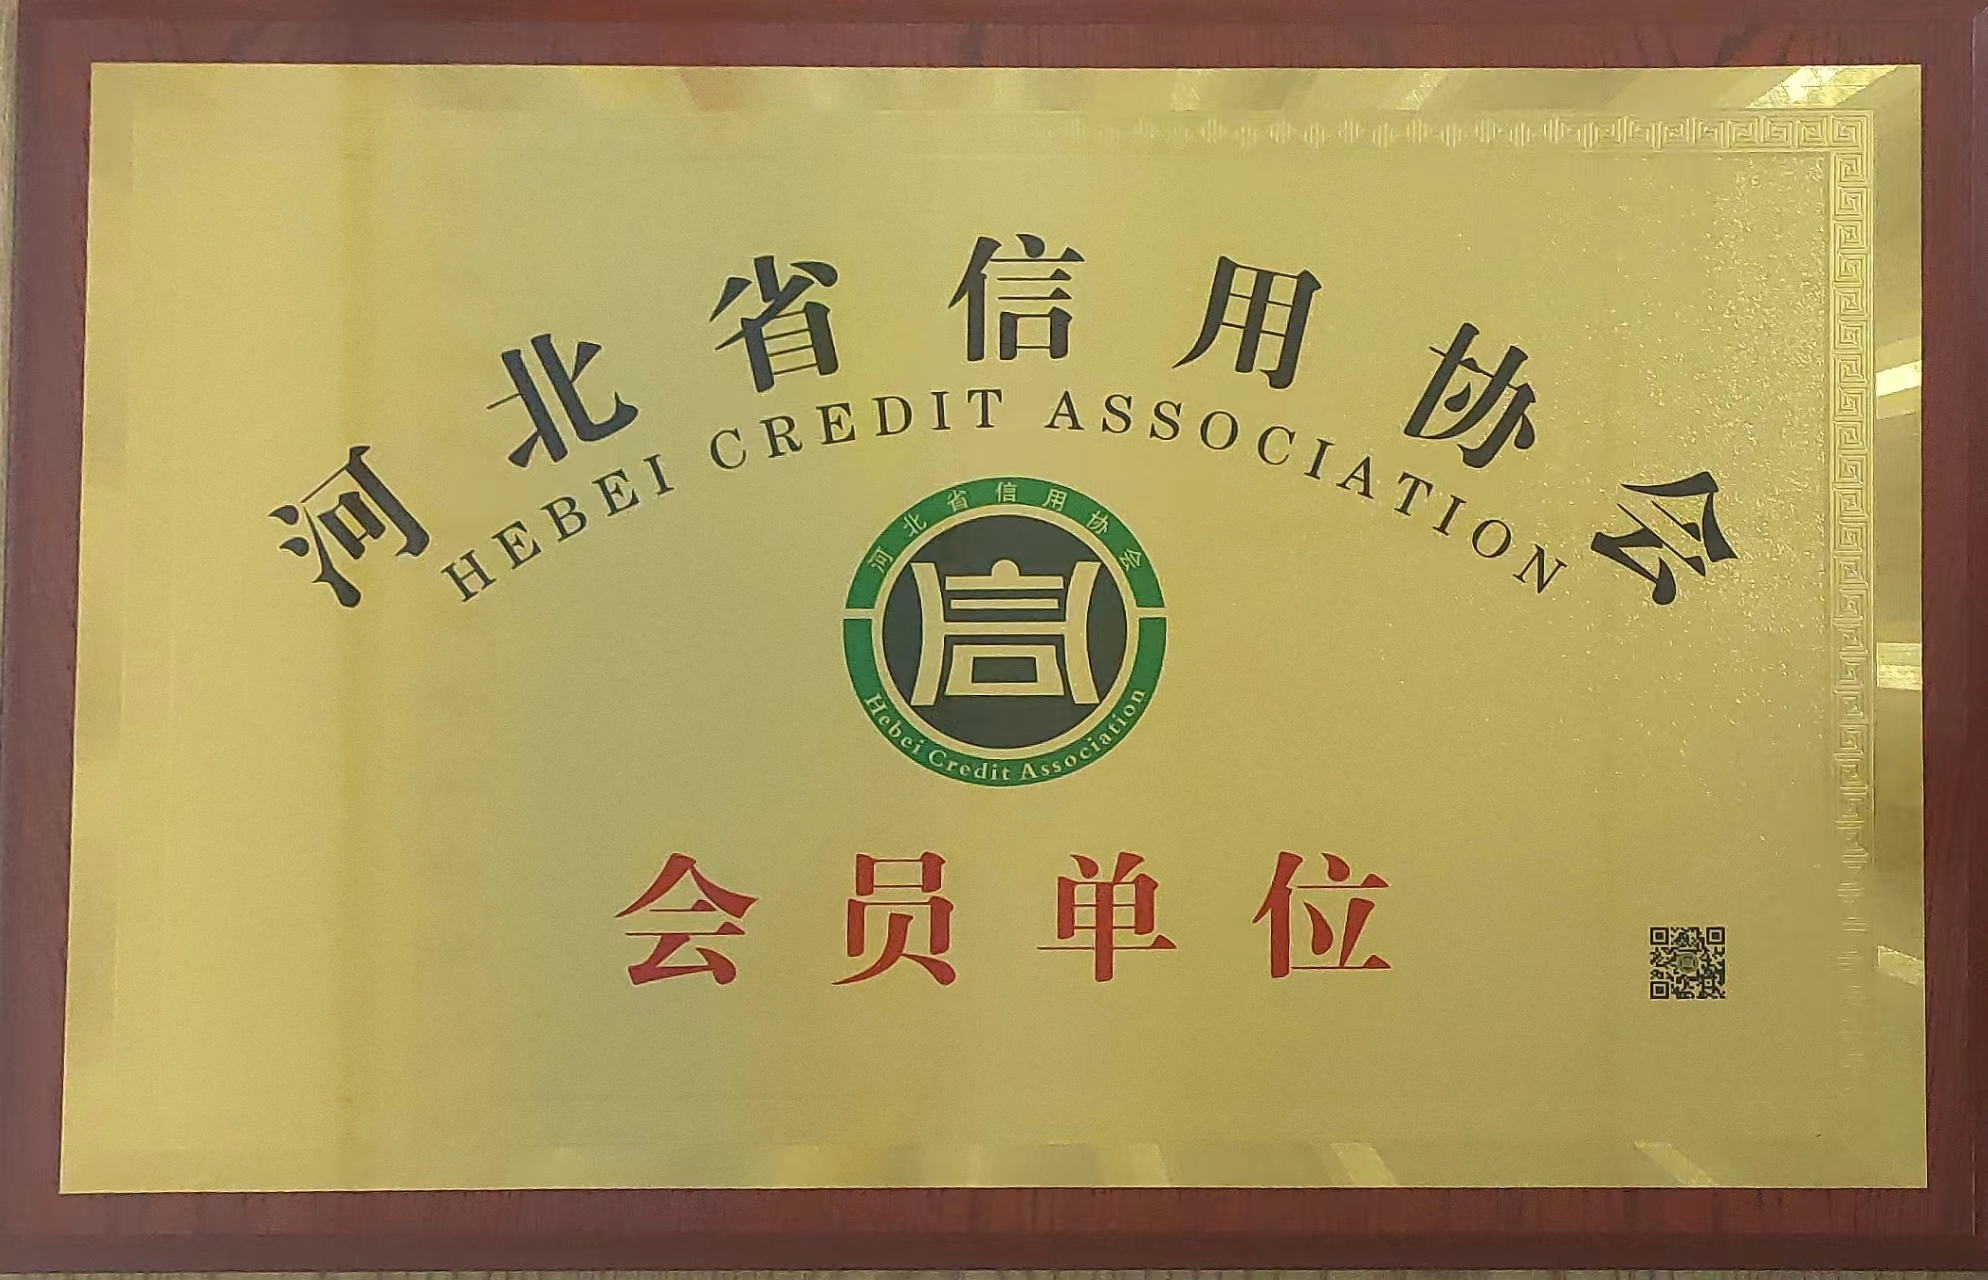 河北省信用协会
HEBEI CREDIT ASSOCIATION
河北省信用协会
信
Hebei Credit Association
会员单位